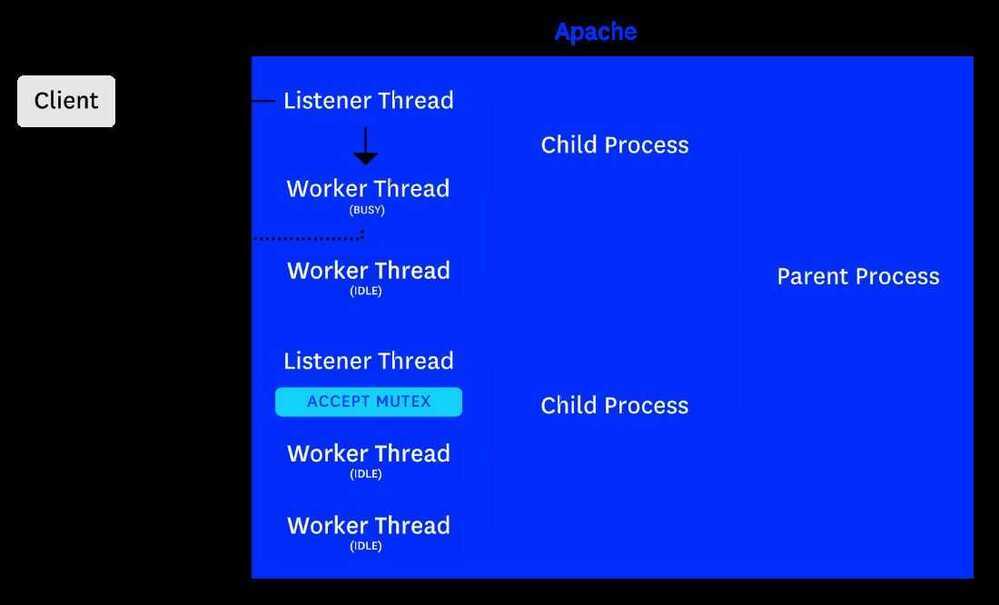 Apache
Client
Listener Thread
Child Process
Worker Thread
(BUSY)
Worker Thread
(IDLE)
Parent Process
Listener Thread
ACCEPT MUTEX
Child Process
Worker Thread
(IDLE)
Worker Thread
(IDLE)